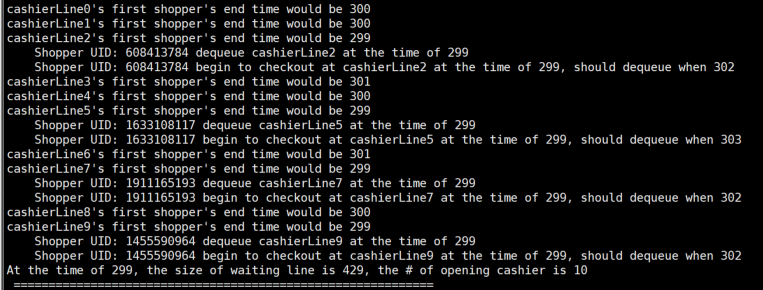 cashierLine0's first shopper's end time would be 300
cashierLine1's first shopper's end time would be 300
cashierLine2's first shopper's end time would be 299
    Shopper UID: 608413784 dequeue cashierLine2 at the time of 299
    Shopper UID: 608413784 begin to checkout at cashierLine2 at the time of 299, should dequeue when 302
cashierLine3's first shopper's end time would be 301
cashierLine4's first shopper's end time would be 300
cashierLine5's first shopper's end time would be 299
    Shopper UID: 1633108117 dequeue cashierLine5 at the time of 299
    Shopper UID: 1633108117 begin to checkout at cashierLine5 at the time of 299, should dequeue when 303
cashierLine6's first shopper's end time would be 301
cashierLine7's first shopper's end time would be 299
    Shopper UID: 1911165193 dequeue cashierLine7 at the time of 299
    Shopper UID: 1911165193 begin to checkout at cashierLine7 at the time of 299, should dequeue when 302
cashierLine8's first shopper's end time would be 300
cashierLine9's first shopper's end time would be 299
    Shopper UID: 1455590964 dequeue cashierLine9 at the time of 299
    Shopper UID: 1455590964 begin to checkout at cashierLine9 at the time of 299, should dequeue when 302
At the time of 299, the size of waiting line is 429, the # of opening cashier is 10
 ============================================================